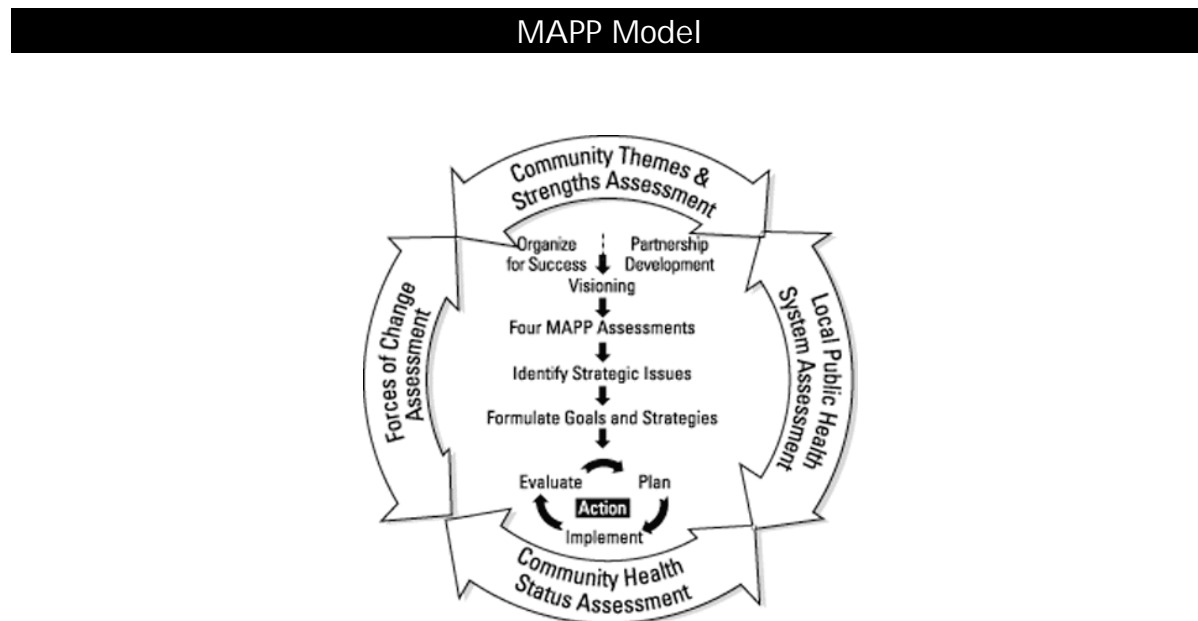 MAPP Model
Community Themes &
Strengths Assessment
Organize
for Success
Partnership
Development
Visioning
Four MAPP Assessments
Identify Strategic Issues
Formulate Goals and Strategies
Evaluate
Plan
Action
Implement
Forces of Change
Assessment
Local Public Health
System Assessment
Community Health
Status Assessment